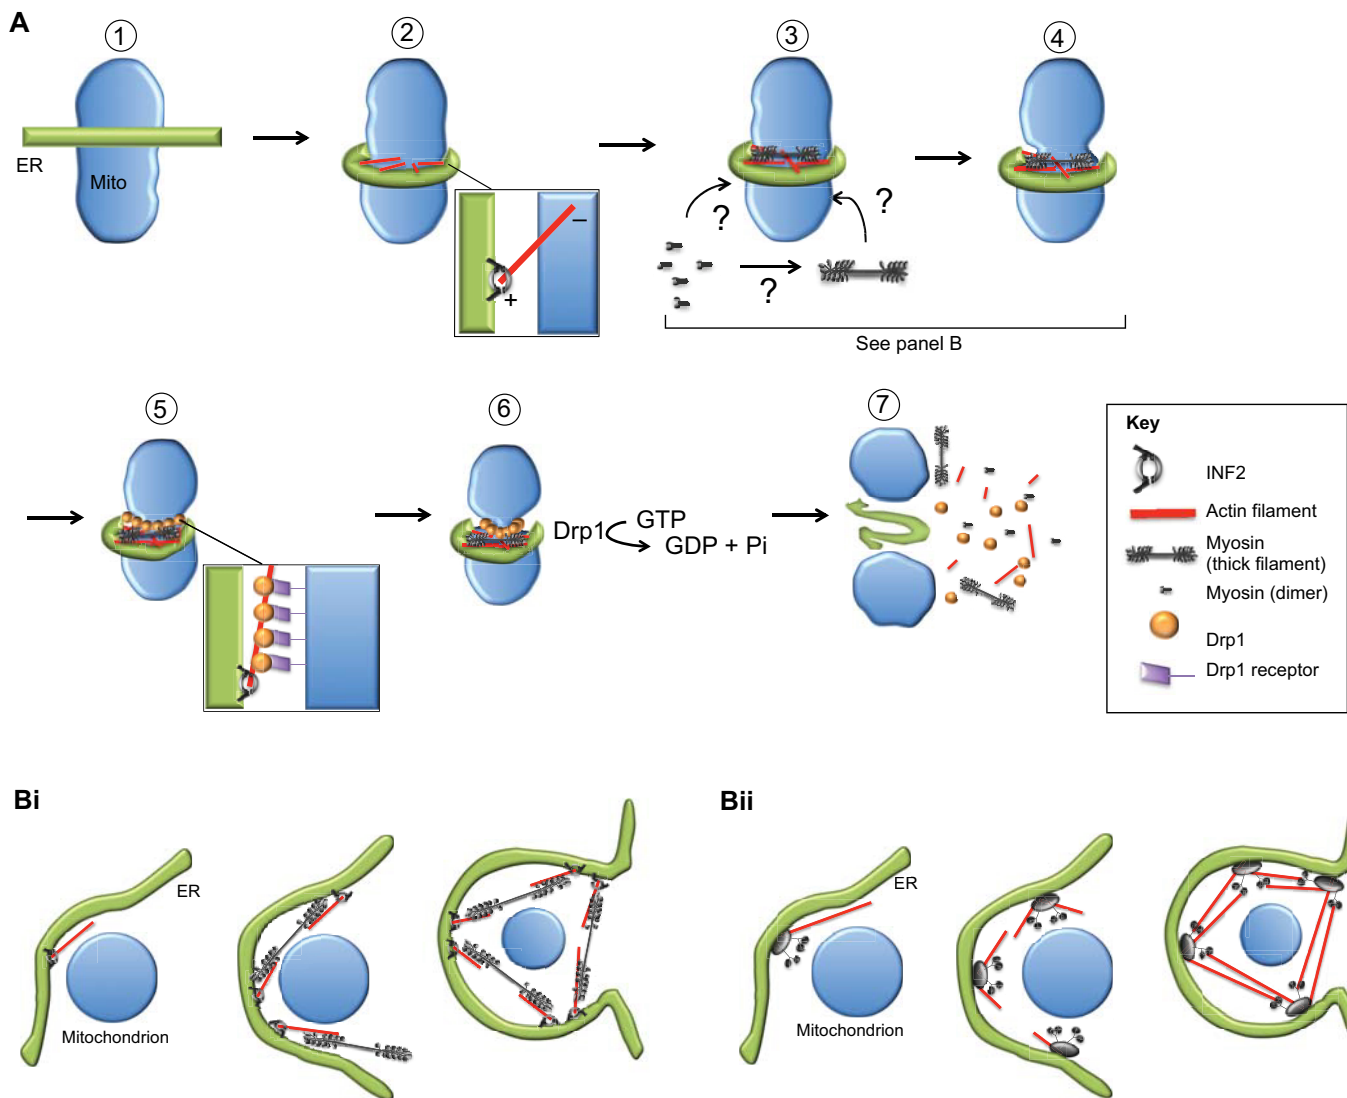 A
1
2
3
4
ER
Mito
–
+
?
?
?
See panel B
5
6
7
Drp1
GTP
GDP + Pi
Key
INF2
Actin filament
Myosin
(thick filament)
Myosin (dimer)
Drp1
Drp1 receptor
Bi
ER
Mitochondrion
Bii
ER
Mitochondrion